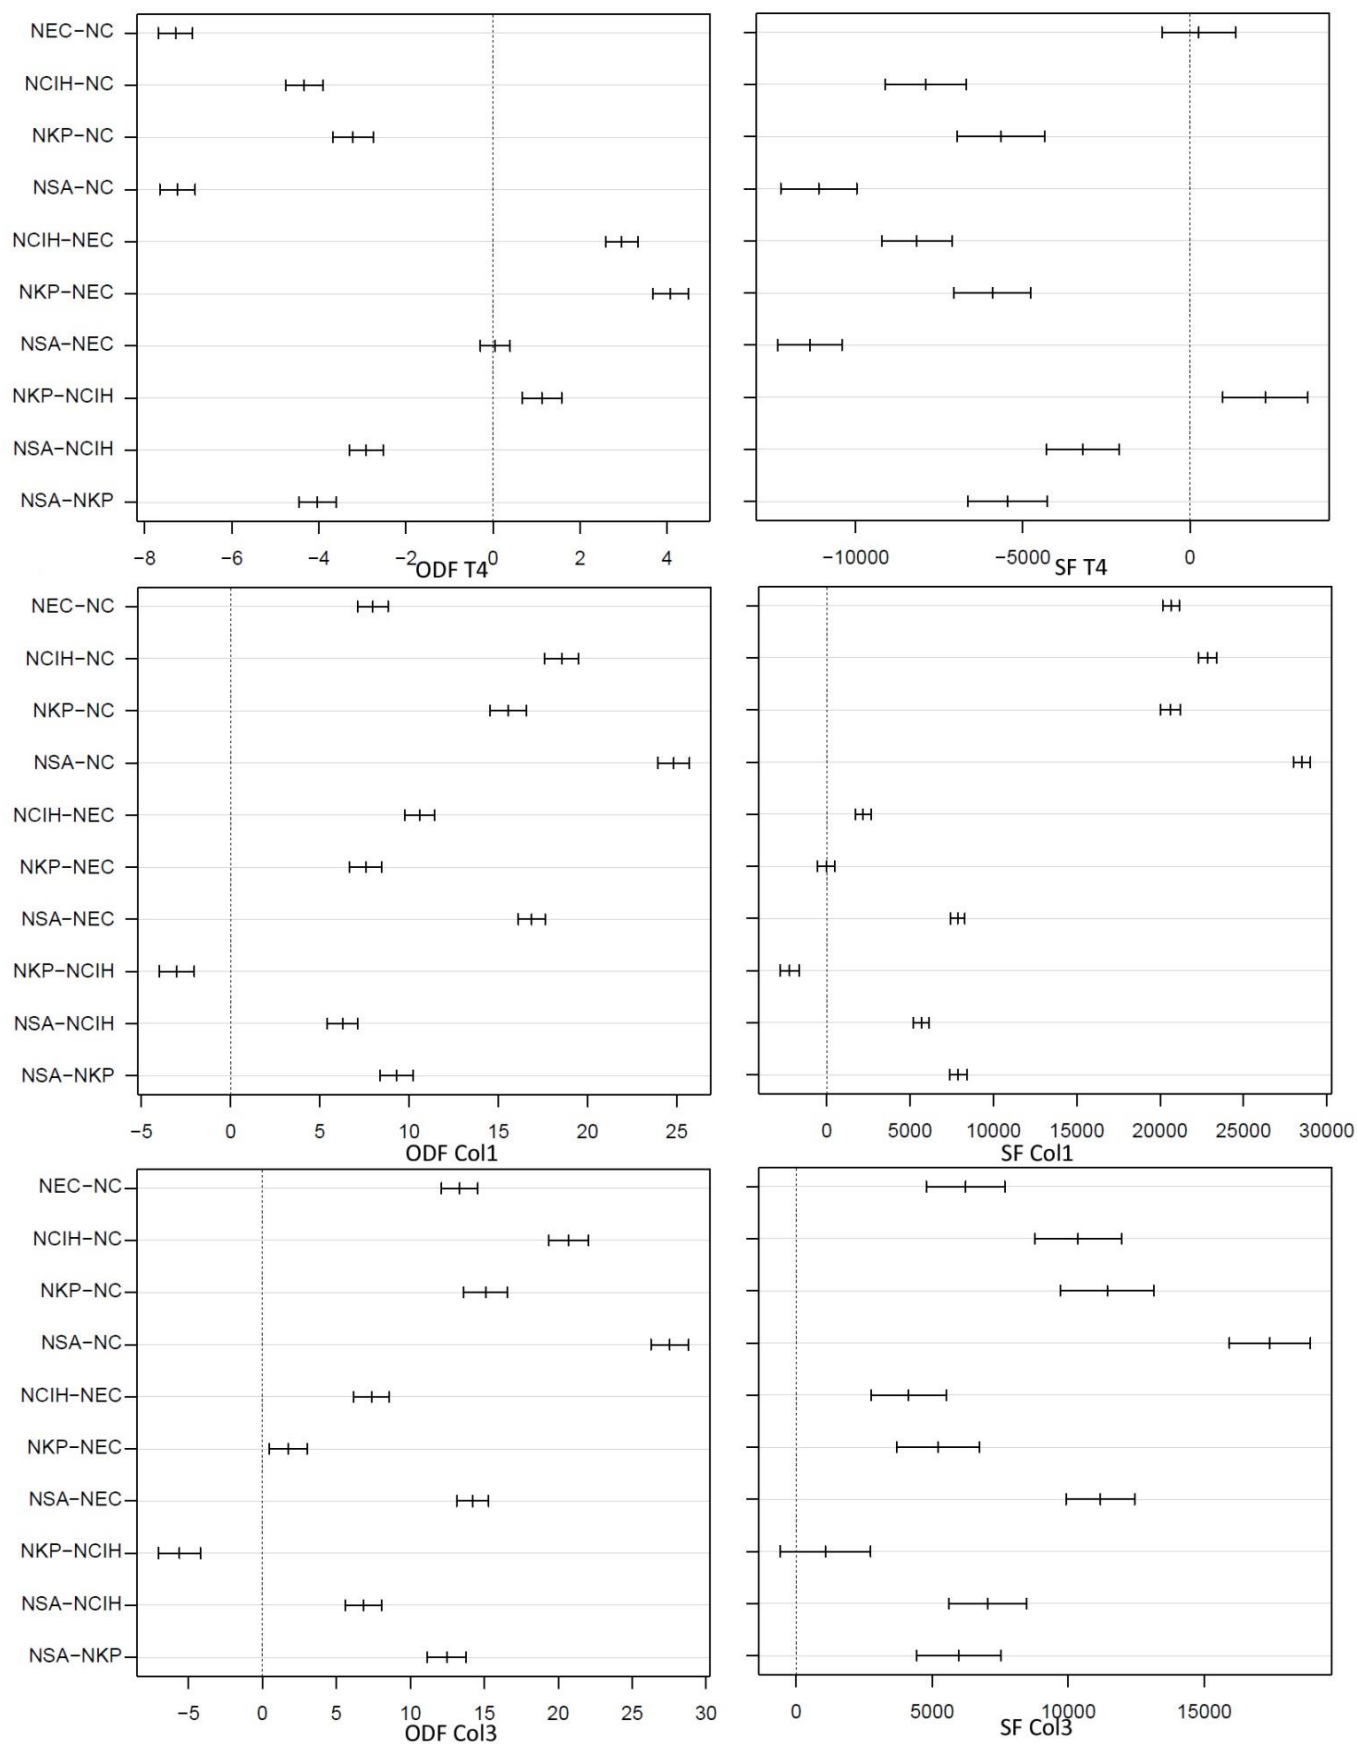 NEC−NC
NCIH−NC
NKP−NC
NSA−NC
NCIH−NEC
NKP−NEC
NSA−NEC
NKP−NCIH
NSA−NCIH
NSA−NKP
−8 −6 −4 −2 0 2 4
ODF T4
−10000 −5000 0
SF T4
NEC−NC
NCIH−NC
NKP−NC
NSA−NC
NCIH−NEC
NKP−NEC
NSA−NEC
NKP−NCIH
NSA−NCIH
NSA−NKP
−5 0 5 10 15 20 25
ODF Col1
0 5000 10000 15000 20000 25000 30000
SF Col1
NEC−NC
NCIH−NC
NKP−NC
NSA−NC
NCIH−NEC
NKP−NEC
NSA−NEC
NKP−NCIH
NSA−NCIH
NSA−NKP
−5 0 5 10 15 20 25 30
ODF Col3
0 5000 10000 15000
SF Col3